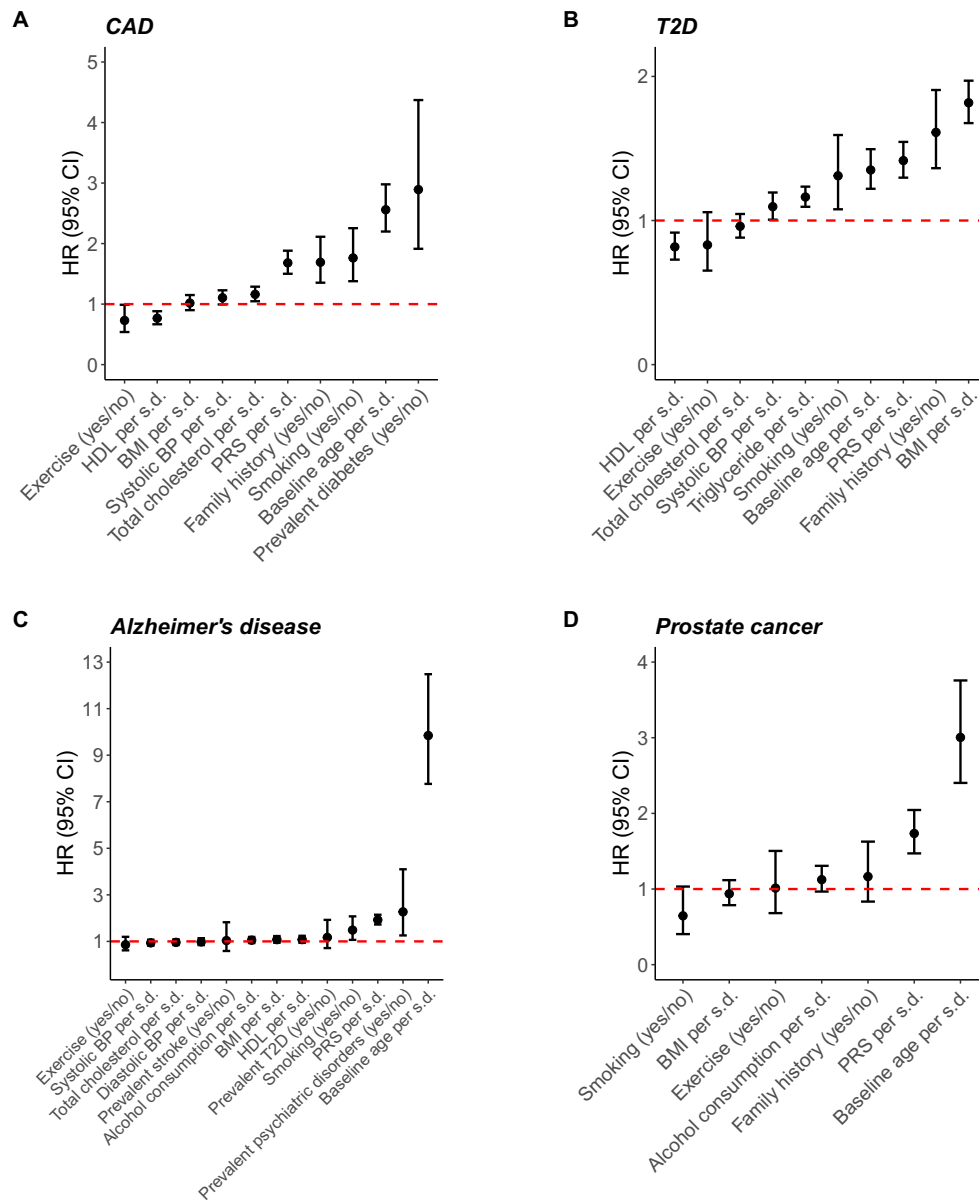 A
CAD
HR (95% CI)
5
4
3
2
1
0
Exercise (yes/no)
HDL per s.d.
BMI per s.d.
Systolic BP per s.d.
Total cholesterol per s.d.
PRS per s.d.
Family history (yes/no)
Smoking (yes/no)
Baseline age per s.d.
Prevalent diabetes (yes/no)
B
T2D
HR (95% CI)
2
1
0
HDL per s.d.
Exercise (yes/no)
Total cholesterol per s.d.
Systolic BP per s.d.
Triglyceride per s.d.
Smoking (yes/no)
Baseline age per s.d.
PRS per s.d.
Family history (yes/no)
BMI per s.d.
C
Alzheimer's disease
HR (95% CI)
13
11
9
7
5
3
1
Exercise (yes/no)
Systolic BP per s.d.
Total cholesterol per s.d.
Diastolic BP per s.d.
Prevalent stroke (yes/no)
Alcohol consumption per s.d.
BMI per s.d.
HDL per s.d.
Prevalent T2D (yes/no)
Smoking (yes/no)
PRS per s.d.
Prevalent psychiatric disorders (yes/no)
Baseline age per s.d.
D
Prostate cancer
HR (95% CI)
4
3
2
1
0
Smoking (yes/no)
BMI per s.d.
Exercise (yes/no)
Alcohol consumption per s.d.
Family history (yes/no)
PRS per s.d.
Baseline age per s.d.